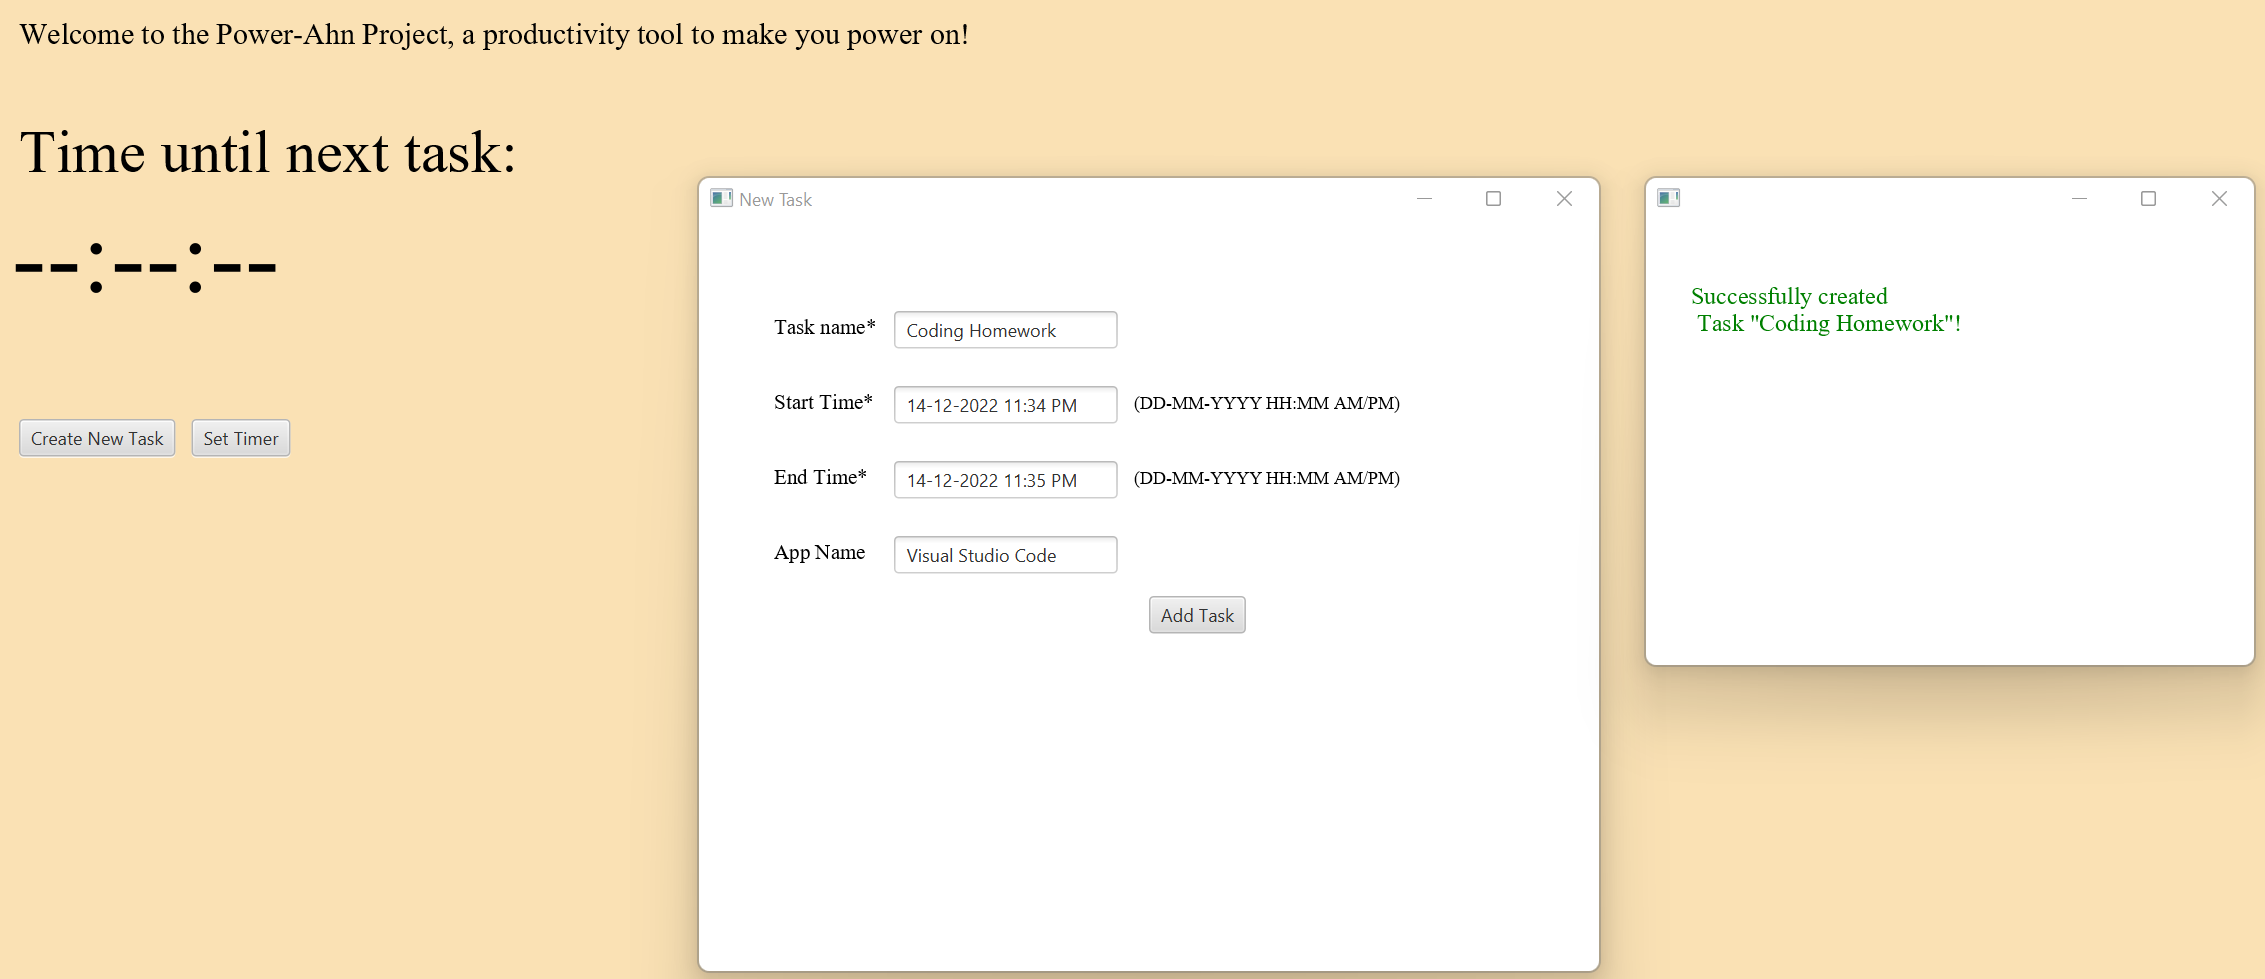 Welcome to the Power-Ahn Project, a productivity tool to make you power on!
Time until next task:
--:--:--
Create New Task
Set Timer
New Task
Task name*
Coding Homework
Start Time*
14-12-2022 11:34 PM
(DD-MM-YYYY HH:MM AM/PM)
End Time*
14-12-2022 11:35 PM
(DD-MM-YYYY HH:MM AM/PM)
App Name
Visual Studio Code
Add Task
Successfully created
Task "Coding Homework"!